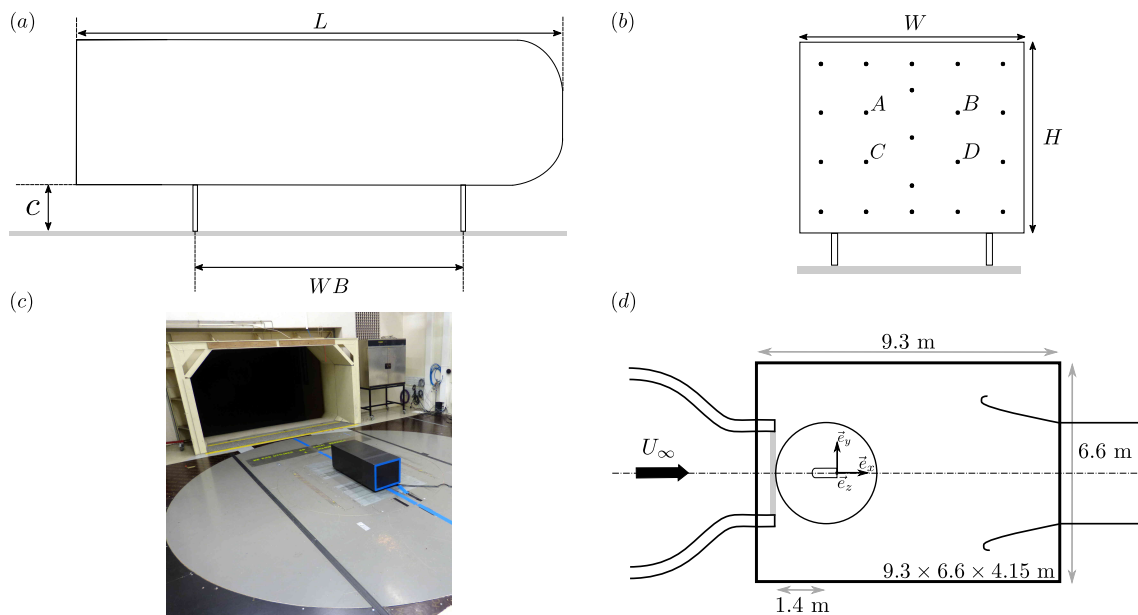 (a)
L
c
WB
(b)
W
A
B
C
D
H
(c)
(d)
9.3 m
U∞
e⃗y
e⃗x
e⃗z
6.6 m
9.3 × 6.6 × 4.15 m
1.4 m